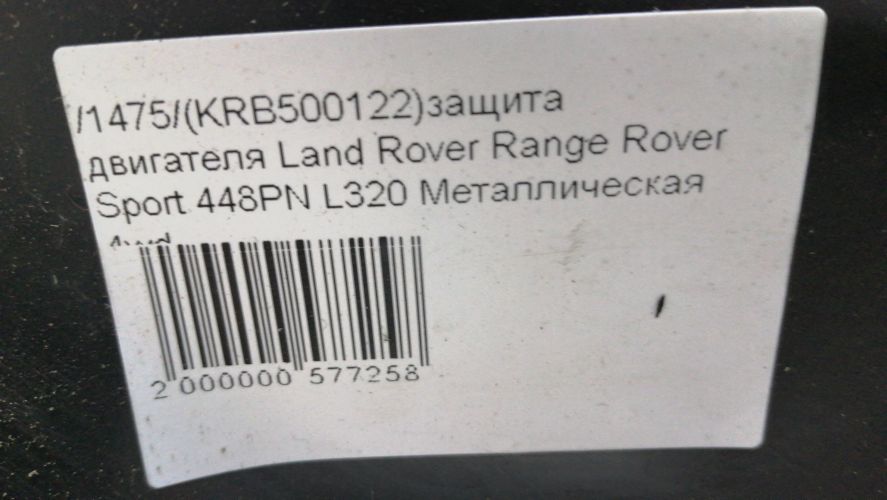 /1475/(KRB500122)защита
двигателя Land Rover Range Rover
Sport 448PN L320 Металлическая
2 000000 577258